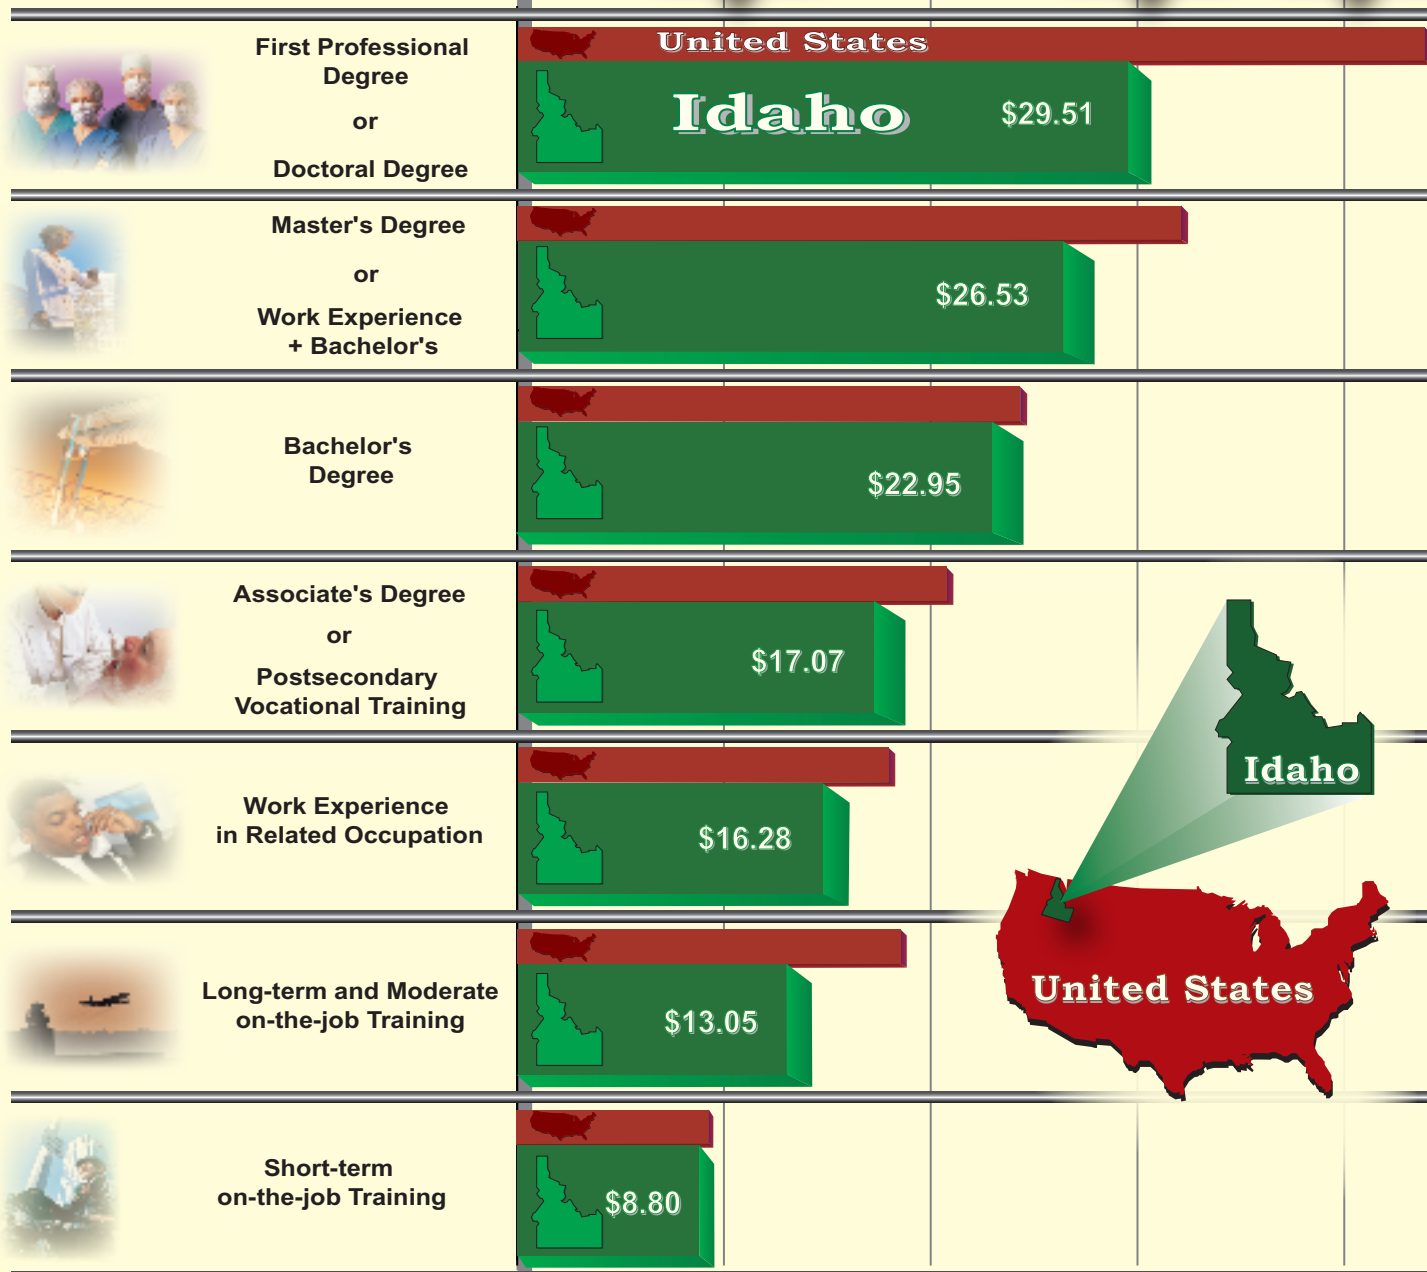 First Professional
Degree
or
Doctoral Degree
United States
Idaho
$29.51
Master's Degree
or
Work Experience
+ Bachelor's
$26.53
Bachelor's
Degree
$22.95
Associate's Degree
or
Postsecondary
Vocational Training
$17.07
Work Experience
in Related Occupation
$16.28
Long-term and Moderate
on-the-job Training
$13.05
Short-term
on-the-job Training
$8.80
Idaho
United States